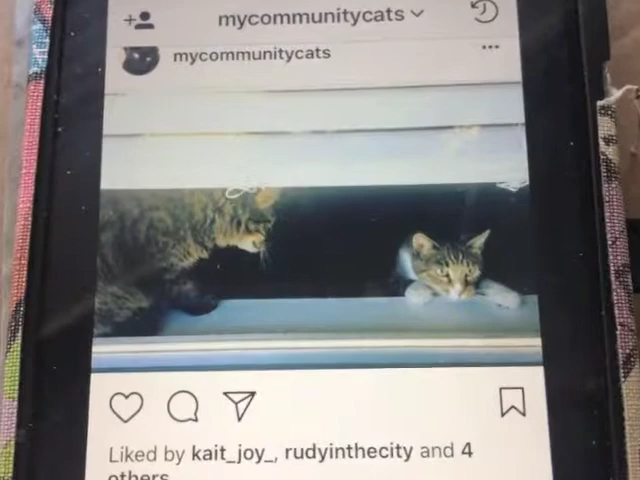 mycommunitycats
mycommunitycats
Liked by kait_joy_, rudyinthecity and 4
others